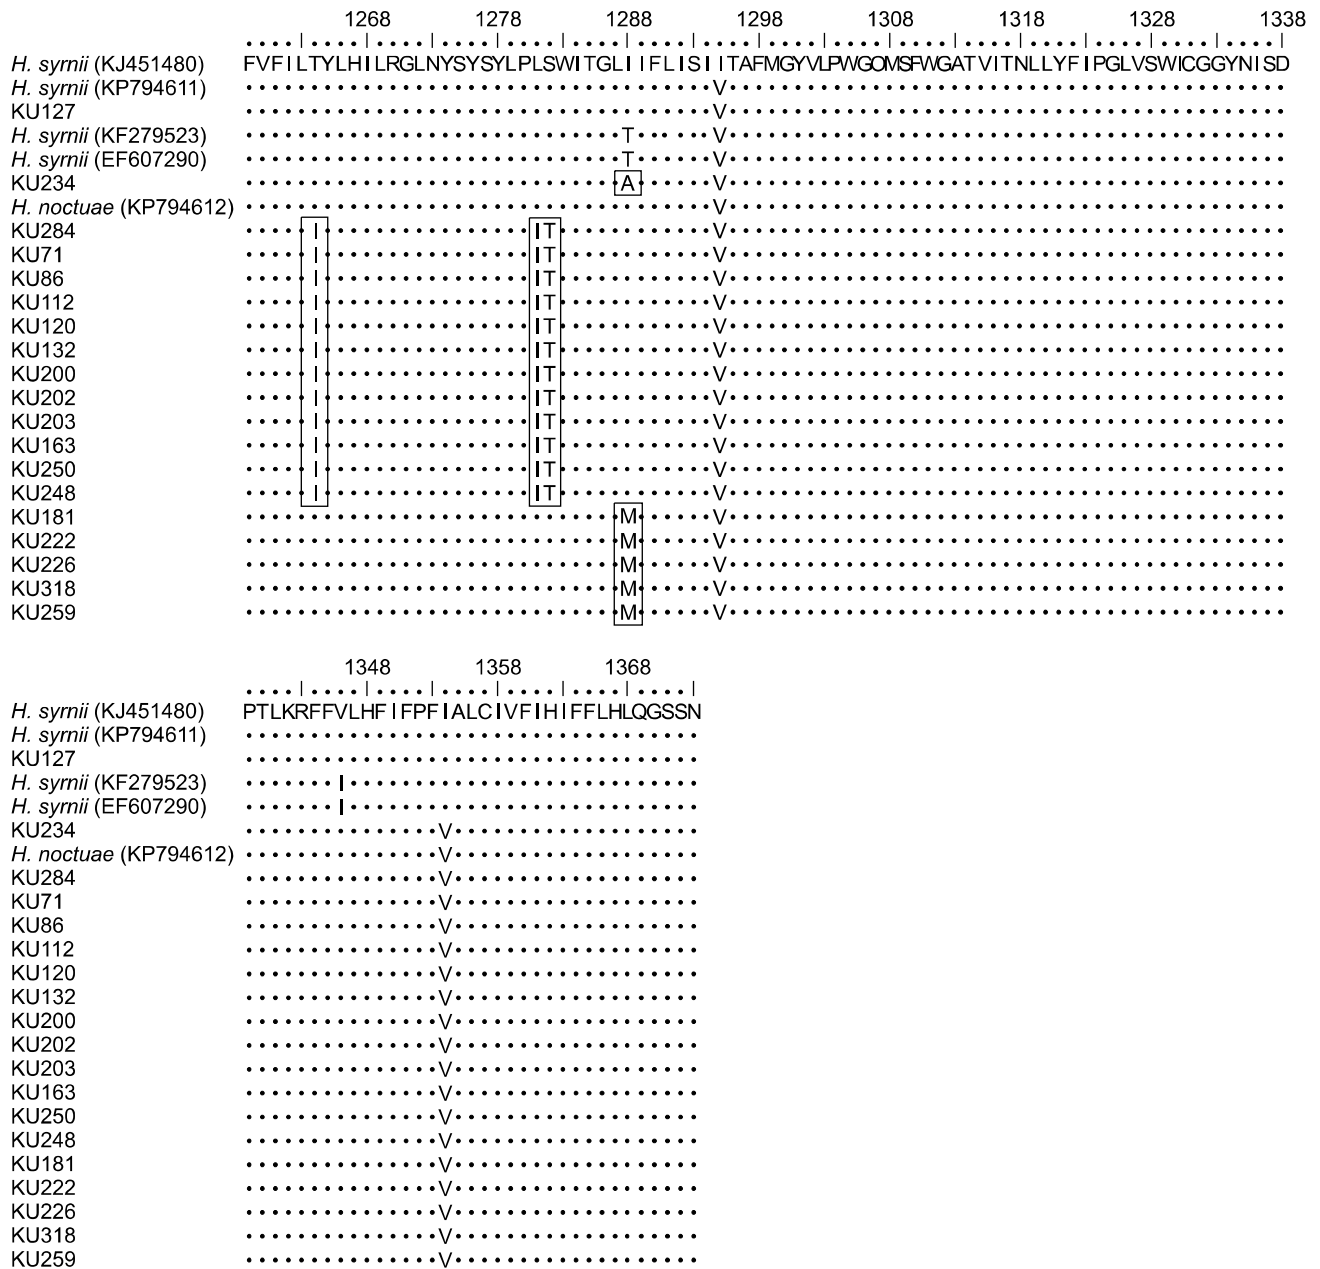 1268 1278 1288 1298 1308 1318 1328 1338
H. syrnii (KJ451480) FVFILTYLHILRGLNYSYSYLPLSWITGLIIFLISIITAFMGYVLPWGQMSFWGATVITNLLYFIPGLVSWICGGYNISD
H. syrnii (KP794611) ....................................V...........................................
KU127 ....................................V...........................................
H. syrnii (KF279523) .............................T......V...........................................
H. syrnii (EF607290) .............................T......V...........................................
KU234 .............................A......V...........................................
H. noctuae (KP794612) ....................................V...........................................
KU284 .....I................IT............V...........................................
KU71 .....I................IT............V...........................................
KU86 .....I................IT............V...........................................
KU112 .....I................IT............V...........................................
KU120 .....I................IT............V...........................................
KU132 .....I................IT............V...........................................
KU200 .....I................IT............V...........................................
KU202 .....I................IT............V...........................................
KU203 .....I................IT............V...........................................
KU163 .....I................IT............V...........................................
KU250 .....I................IT............V...........................................
KU248 .....I................IT............V...........................................
KU181 .............................M......V...........................................
KU222 .............................M......V...........................................
KU226 .............................M......V...........................................
KU318 .............................M......V...........................................
KU259 .............................M......V...........................................
1348 1358 1368
H. syrnii (KJ451480) PTLKRFFVLHFIFPFIALCIVFIHIFFLHLQGSSN
H. syrnii (KP794611) ...................................
KU127 ...................................
H. syrnii (KF279523) .......I...........................
H. syrnii (EF607290) .......I...........................
KU234 ...............V...................
H. noctuae (KP794612) ...............V...................
KU284 ...............V...................
KU71 ...............V...................
KU86 ...............V...................
KU112 ...............V...................
KU120 ...............V...................
KU132 ...............V...................
KU200 ...............V...................
KU202 ...............V...................
KU203 ...............V...................
KU163 ...............V...................
KU250 ...............V...................
KU248 ...............V...................
KU181 ...............V...................
KU222 ...............V...................
KU226 ...............V...................
KU318 ...............V...................
KU259 ...............V...................